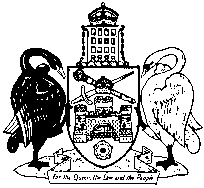 For the Queen, the Law and the People